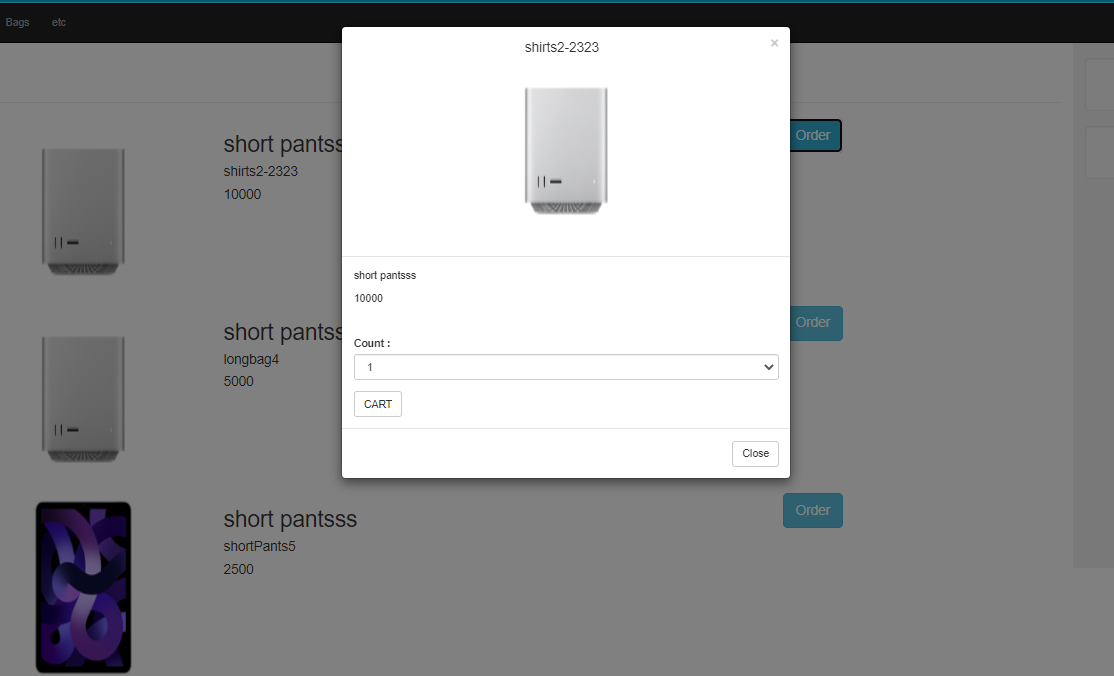 Bags etc
shirts2-2323 ×
short pantss
shirts2-2323
10000
Order
short pantsss
10000
Count :
1
CART
Close
short pantss
longbag4
5000
Order
short pantsss
shortPants5
2500
Order